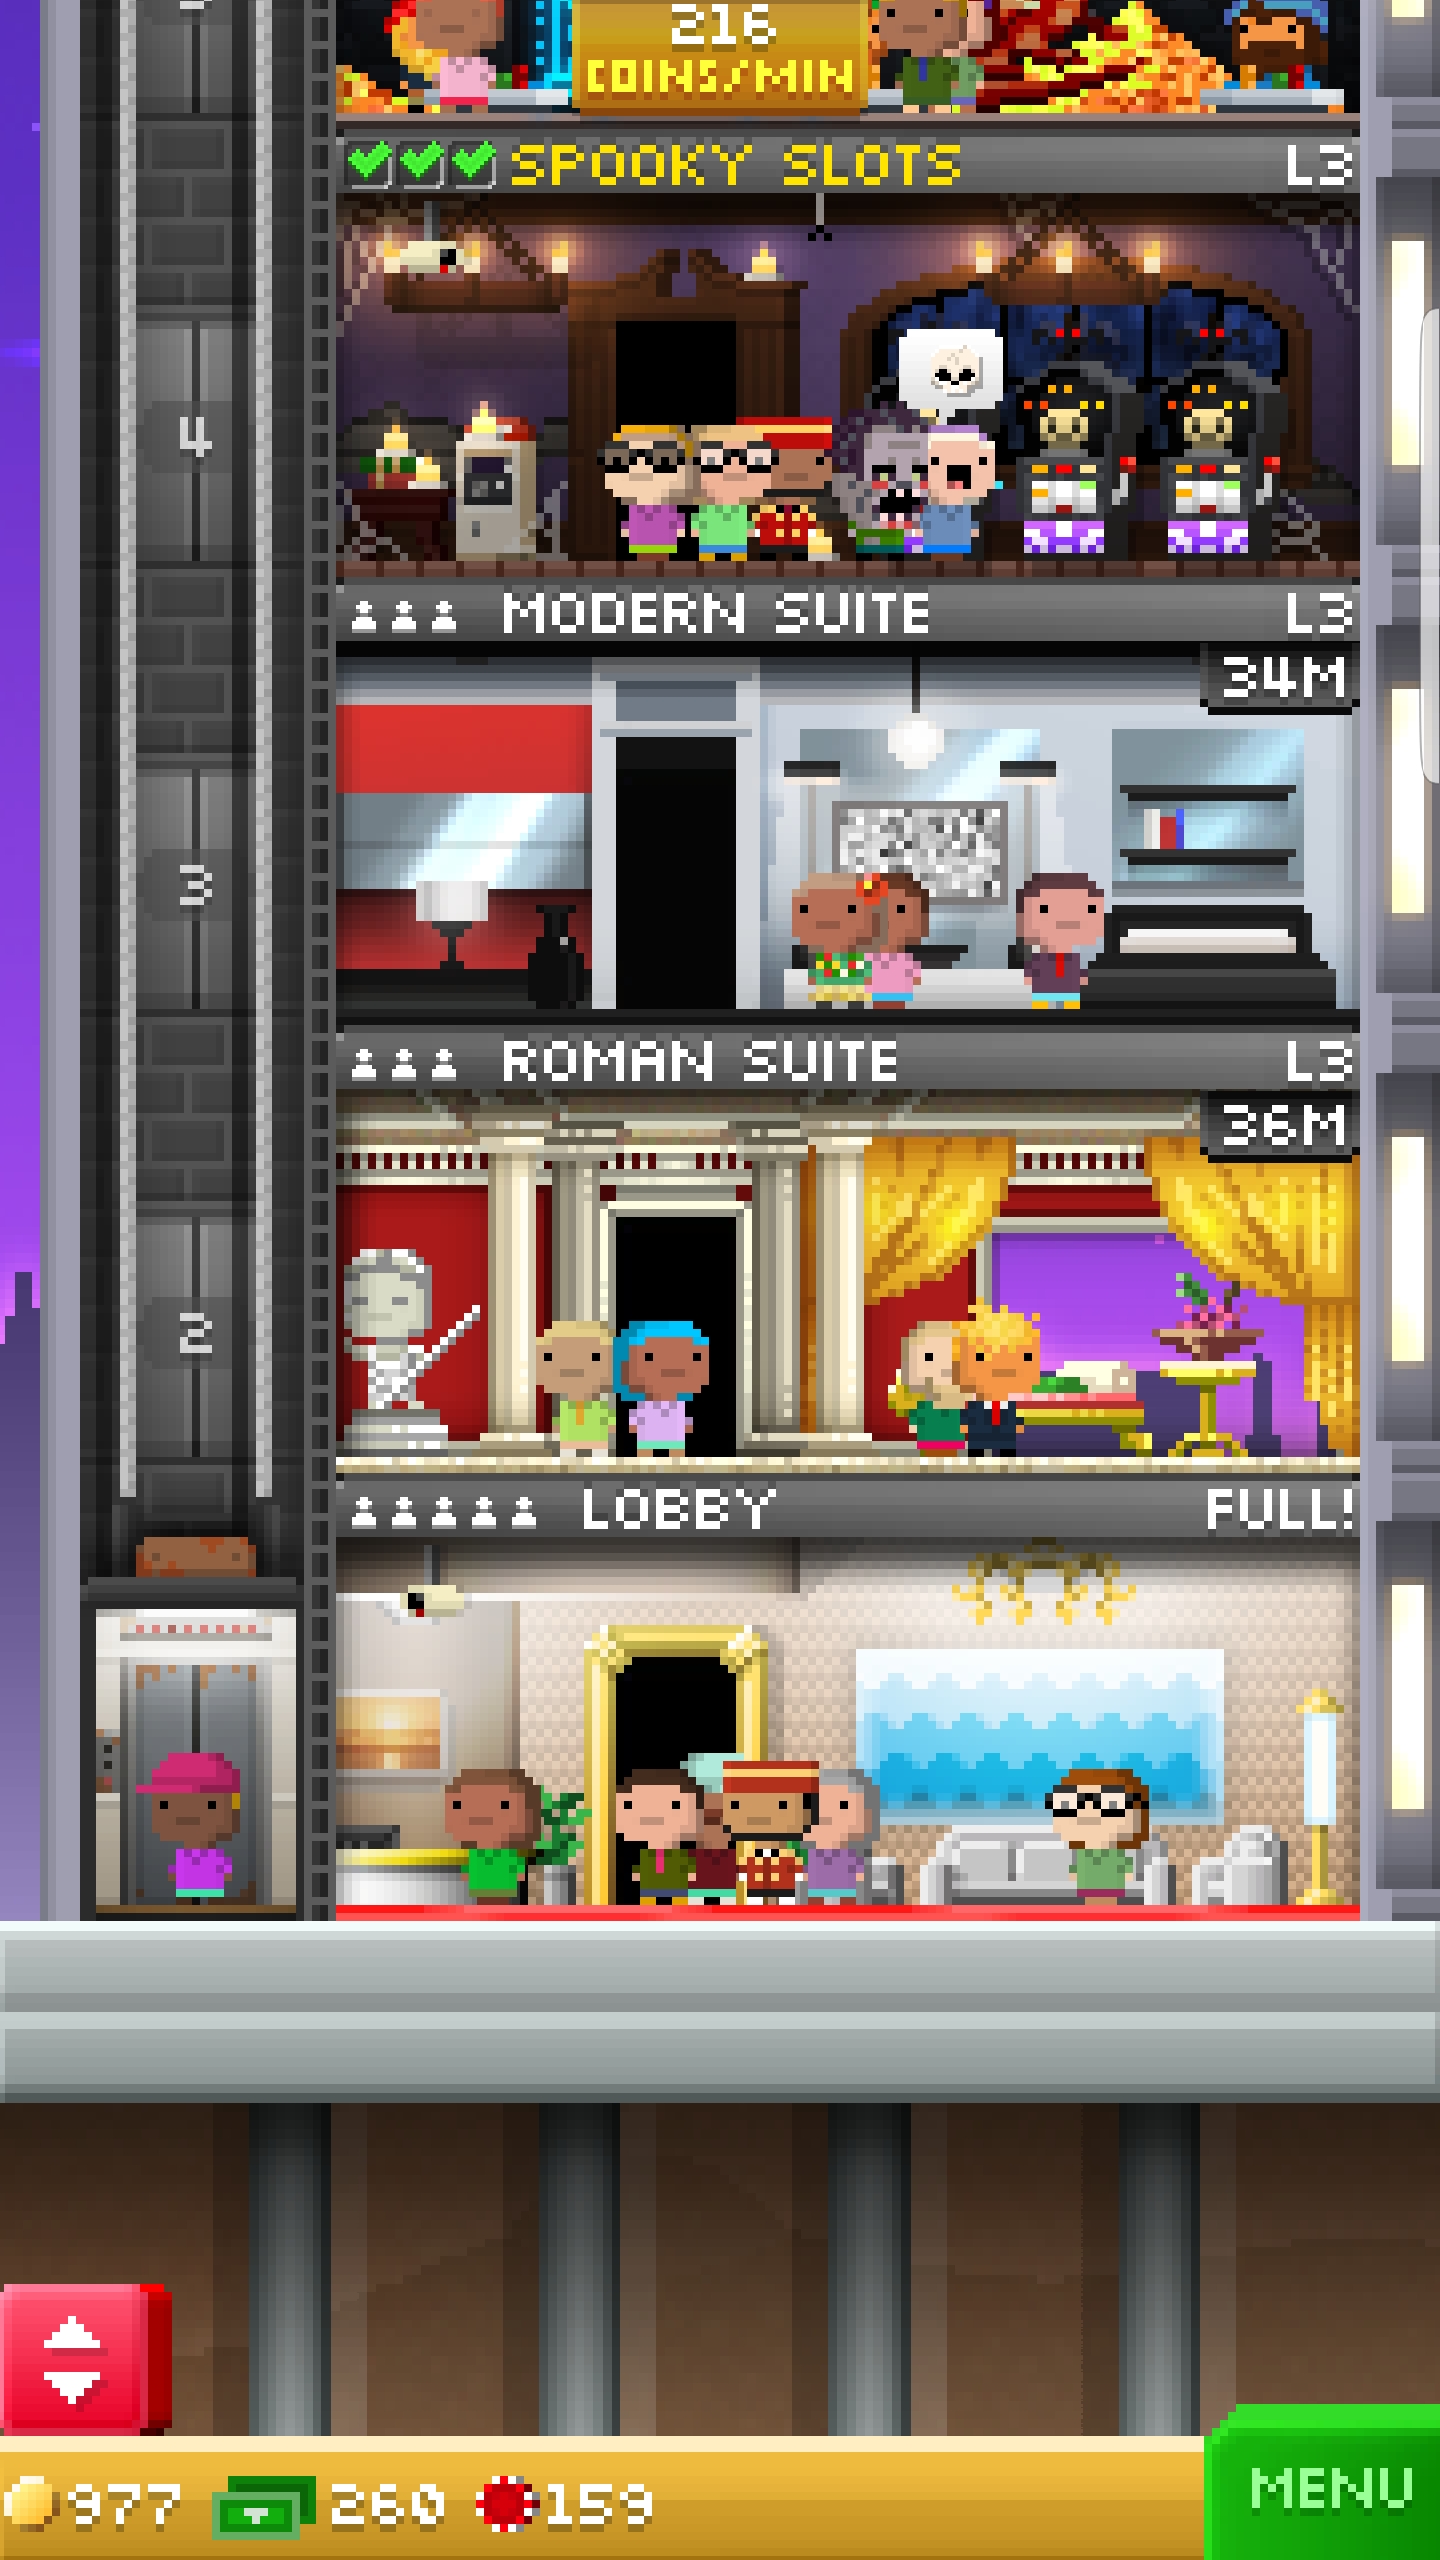 216
COINS/MIN
SPOOKY SLOTS L3
4
MODERN SUITE L3
34M
3
ROMAN SUITE L3
36M
2
LOBBY FULL!
977 260 159
MENU